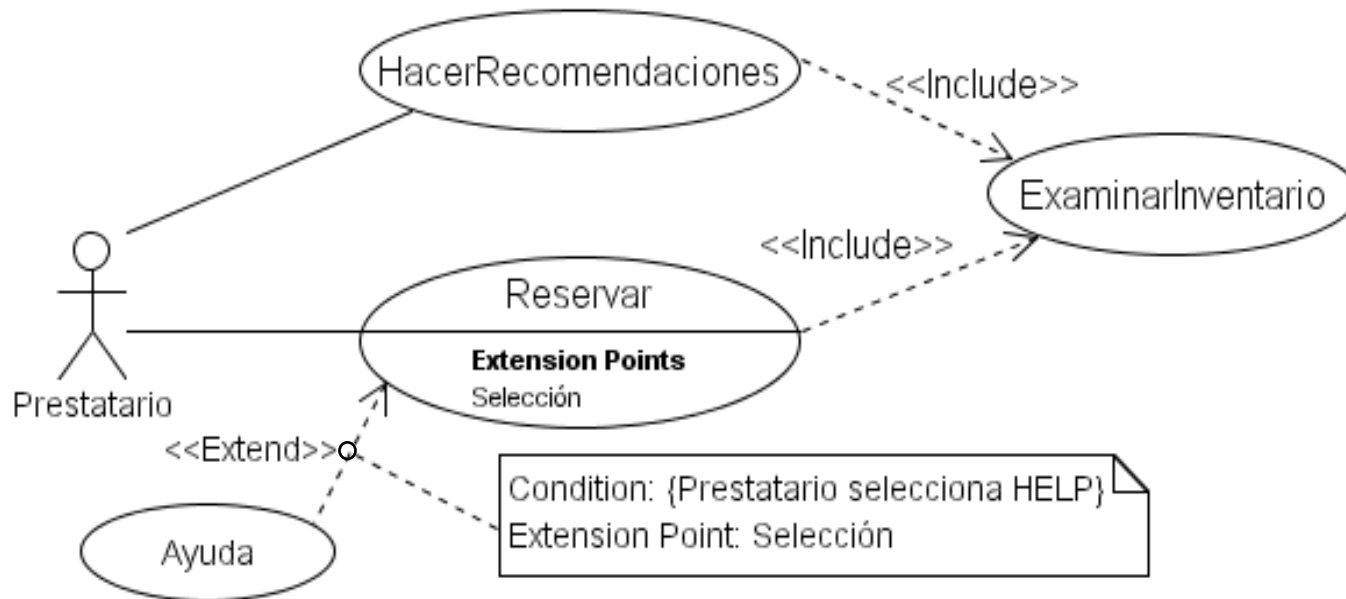 HacerRecomendaciones
<<Include>>
ExaminarInventario
<<Include>>
Reservar
Extension Points
Selección
Prestatario
<<Extend>>
Condition: {Prestatario selecciona HELP}
Extension Point: Selección
Ayuda